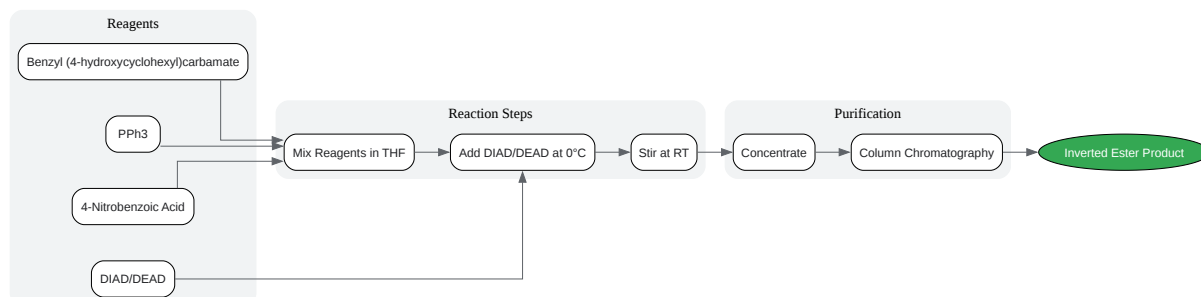 Reagents
Benzyl (4-hydroxycyclohexyl)carbamate
PPh3
4-Nitrobenzoic Acid
DIAD/DEAD
Reaction Steps
Mix Reagents in THF
Add DIAD/DEAD at 0°C
Stir at RT
Purification
Concentrate
Column Chromatography
Inverted Ester Product